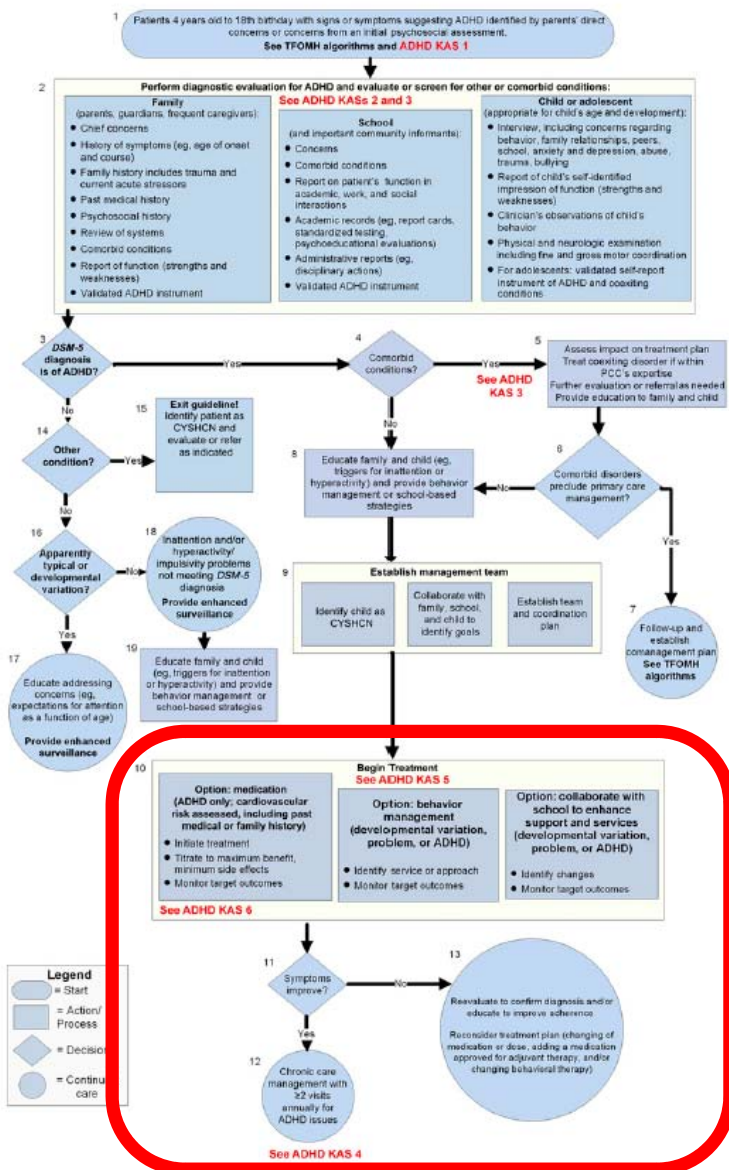 1
Patients 4 years old to 18th birthday with signs or symptoms suggesting ADHD identified by parents' direct
concerns or concerns from an initial psychosocial assessment.
See TFOMH algorithms and ADHD KAS 1
2
Perform diagnostic evaluation for ADHD and evaluate or screen for other or comorbid conditions:
See ADHD KASs 2 and 3
Family
(parents, guardians, frequent caregivers):
● Chief concerns
● History of symptoms (eg, age of onset
and course)
● Family history includes trauma and
current acute stressors
● Past medical history
● Psychosocial history
● Review of systems
● Comorbid conditions
● Report of function (strengths and
weaknesses)
● Validated ADHD instrument
School
(and important community informants):
● Concerns
● Comorbid conditions
● Report on patient's function in
academic, work, and social
interactions
● Academic records (eg, report cards,
standardized testing,
psychoeducational evaluations)
● Administrative reports (eg,
disciplinary actions)
● Validated ADHD instrument
Child or adolescent
(appropriate for child's age and development):
● Interview, including concerns regarding
behavior, family relationships, peers,
school, anxiety and depression, abuse,
trauma, bullying
● Report of child's self-identified
impression of function (strengths and
weaknesses)
● Clinician's observations of child's
behavior
● Physical and neurologic examination
including fine and gross motor coordination
● For adolescents: validated self-report
instrument of ADHD and coexisting
conditions
3
DSM-5
diagnosis
is of ADHD?
Yes
No
4
Comorbid
conditions?
Yes
See ADHD
KAS 3
No
5
Assess impact on treatment plan
Treat coexisting disorder if within
PCC's expertise
Further evaluation or referral as needed
Provide education to family and child
14
Other
condition?
Yes
No
15
Exit guideline!
Identify patient as
CYSHCN and
evaluate or refer
as indicated
6
Comorbid disorders
preclude primary care
management?
No
Yes
8
Educate family and child (eg,
triggers for inattention or
hyperactivity) and provide behavior
management or school-based
strategies
16
Apparently
typical or
developmental
variation?
No
Yes
18
Inattention and/or
hyperactivity/
impulsivity problems
not meeting DSM-5
diagnosis
Provide enhanced
surveillance
9
Establish management team
Identify child as
CYSHCN
Collaborate with
family, school,
and child to
identify goals
Establish team
and coordination
plan
7
Follow-up and
establish
comanagement plan
See TFOMH
algorithms
17
Educate addressing
concerns (eg,
expectations for attention
as a function of age)
Provide enhanced
surveillance
19
Educate family and child
(eg, triggers for inattention
or hyperactivity) and provide
behavior management or
school-based strategies
10
Begin Treatment
See ADHD KAS 5
Option: medication
(ADHD only; cardiovascular
risk assessed, including past
medical or family history)
● Initiate treatment
● Titrate to maximum benefit,
minimum side effects
● Monitor target outcomes
See ADHD KAS 6
Option: behavior
management
(developmental variation,
problem, or ADHD)
● Identify service or approach
● Monitor target outcomes
Option: collaborate with
school to enhance
support and services
(developmental variation,
problem, or ADHD)
● Identify changes
● Monitor target outcomes
11
Symptoms
improve?
No
Yes
13
Reevaluate to confirm diagnosis and/or
educate to improve adherence
Reconsider treatment plan (changing of
medication or dose, adding a medication
approved for adjuvant therapy, and/or
changing behavioral therapy)
12
Chronic care
management with
≥2 visits
annually for
ADHD issues
See ADHD KAS 4
Legend
= Start
= Action/
Process
= Decision
= Continu
care